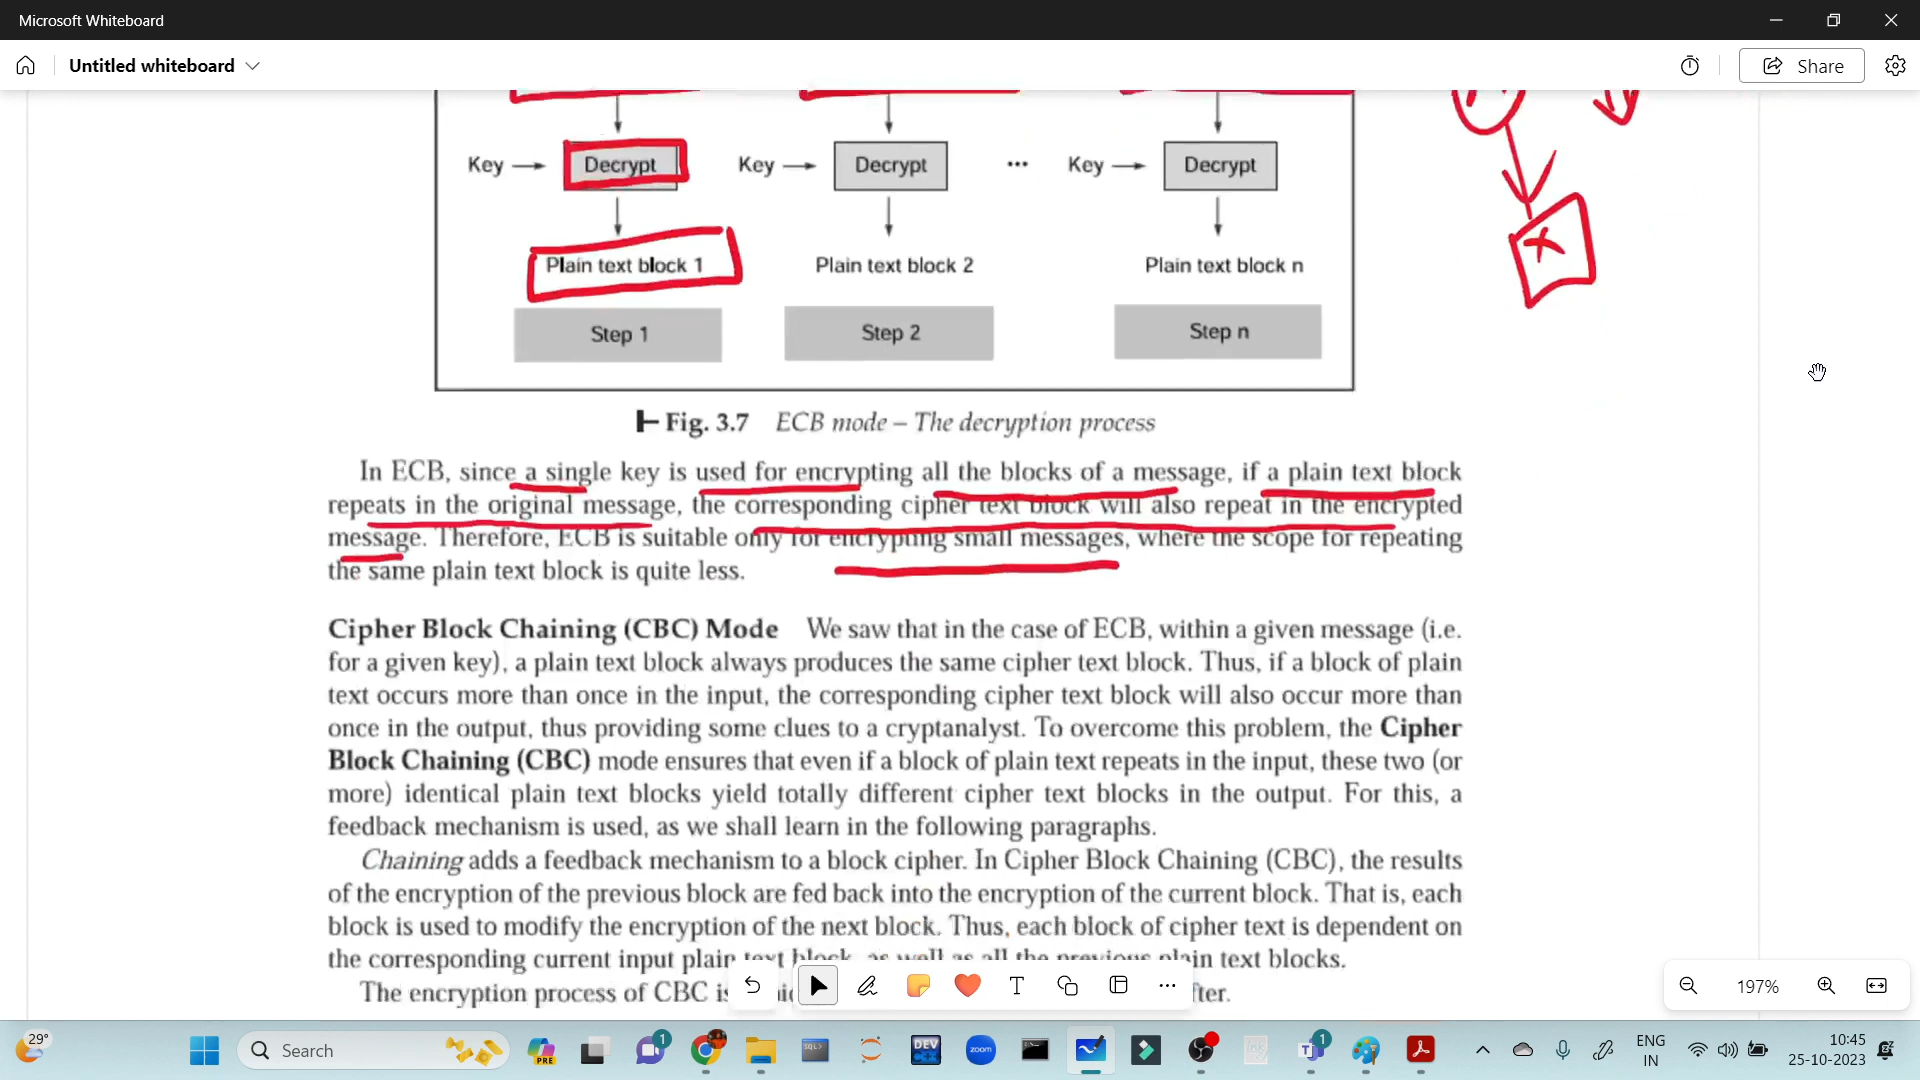 Microsoft Whiteboard
Untitled whiteboard
Share
Key Decrypt Key Decrypt ... Key Decrypt
Plain text block 1 Plain text block 2 Plain text block n
Step 1 Step 2 Step n
Fig. 3.7 ECB mode – The decryption process
In ECB, since a single key is used for encrypting all the blocks of a message, if a plain text block
repeats in the original message, the corresponding cipher text block will also repeat in the encrypted
message. Therefore, ECB is suitable only for encrypting small messages, where the scope for repeating
the same plain text block is quite less.
Cipher Block Chaining (CBC) Mode We saw that in the case of ECB, within a given message (i.e.
for a given key), a plain text block always produces the same cipher text block. Thus, if a block of plain
text occurs more than once in the input, the corresponding cipher text block will also occur more than
once in the output, thus providing some clues to a cryptanalyst. To overcome this problem, the Cipher
Block Chaining (CBC) mode ensures that even if a block of plain text repeats in the input, these two (or
more) identical plain text blocks yield totally different cipher text blocks in the output. For this, a
feedback mechanism is used, as we shall learn in the following paragraphs.
Chaining adds a feedback mechanism to a block cipher. In Cipher Block Chaining (CBC), the results
of the encryption of the previous block are fed back into the encryption of the current block. That is, each
block is used to modify the encryption of the next block. Thus, each block of cipher text is dependent on
the corresponding current input plain text block, as well as all the previous plain text blocks.
The encryption process of CBC is
197%
29°
Search
PRE
SQL>
1
DEV
C++
zoom
1
ENG
IN
10:45
25-10-2023